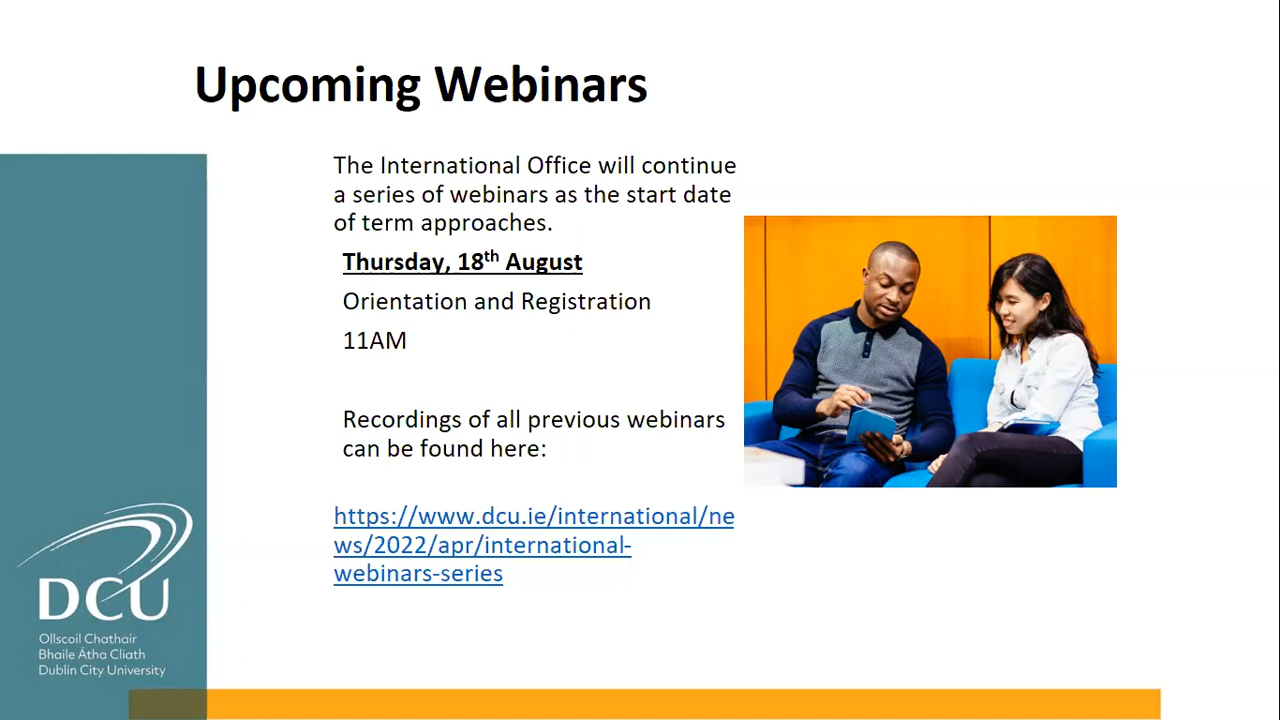 Upcoming Webinars
The International Office will continue
a series of webinars as the start date
of term approaches.
Thursday, 18th August
Orientation and Registration
11AM
Recordings of all previous webinars
can be found here:
https://www.dcu.ie/international/ne
ws/2022/apr/international-
webinars-series
DCU
Ollscoil Chathair
Bhaile Átha Cliath
Dublin City University